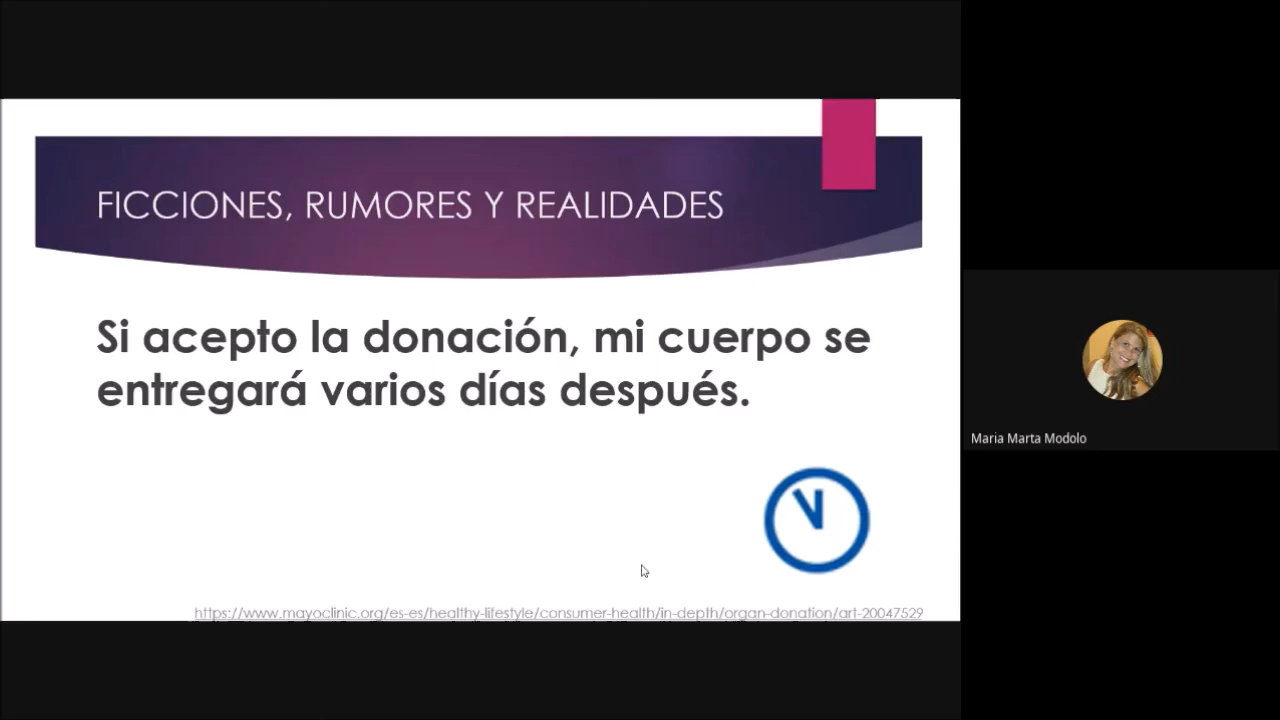 FICCIONES, RUMORES Y REALIDADES
Si acepto la donación, mi cuerpo se
entregará varios días después.
https://www.mayoclinic.org/es-es/healthy-lifestyle/consumer-health/in-depth/organ-donation/art-20047529
Maria Marta Modolo